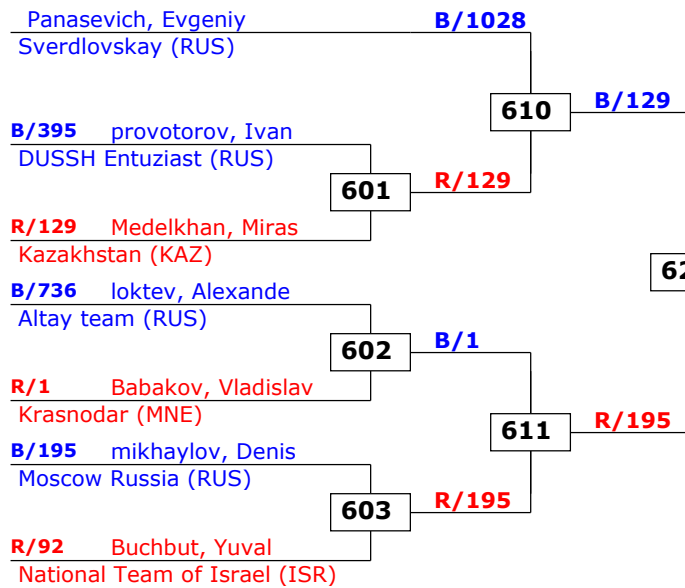 Panasevich, Evgeniy B/1028
Sverdlovskay (RUS)
610 B/129
B/395 provotorov, Ivan
DUSSH Entuziast (RUS)
601 R/129
R/129 Medelkhan, Miras
Kazakhstan (KAZ)
62
B/736 loktev, Alexande
Altay team (RUS)
602 B/1
R/1 Babakov, Vladislav
Krasnodar (MNE)
611 R/195
B/195 mikhaylov, Denis
Moscow Russia (RUS)
603 R/195
R/92 Buchbut, Yuval
National Team of Israel (ISR)